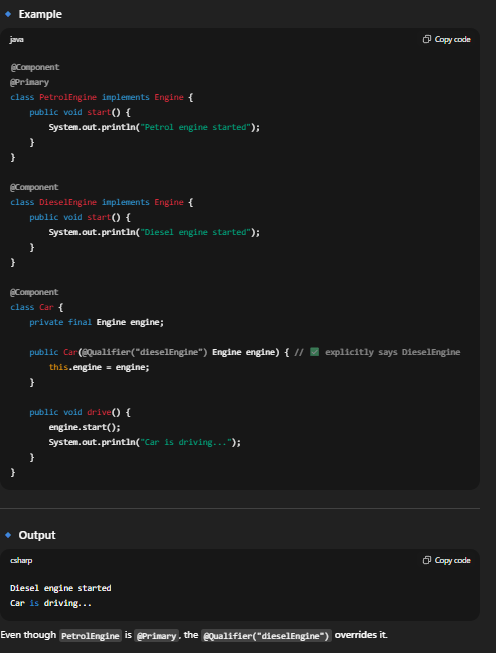 Example
java
Copy code
@Component
@Primary
class PetrolEngine implements Engine {
    public void start() {
        System.out.println("Petrol engine started");
    }
}
@Component
class DieselEngine implements Engine {
    public void start() {
        System.out.println("Diesel engine started");
    }
}
@Component
class Car {
    private final Engine engine;
    public Car(@Qualifier("dieselEngine") Engine engine) { // ✅ explicitly says DieselEngine
        this.engine = engine;
    }
    public void drive() {
        engine.start();
        System.out.println("Car is driving...");
    }
}
Output
csharp
Copy code
Diesel engine started
Car is driving...
Even though PetrolEngine is @Primary, the @Qualifier("dieselEngine") overrides it.